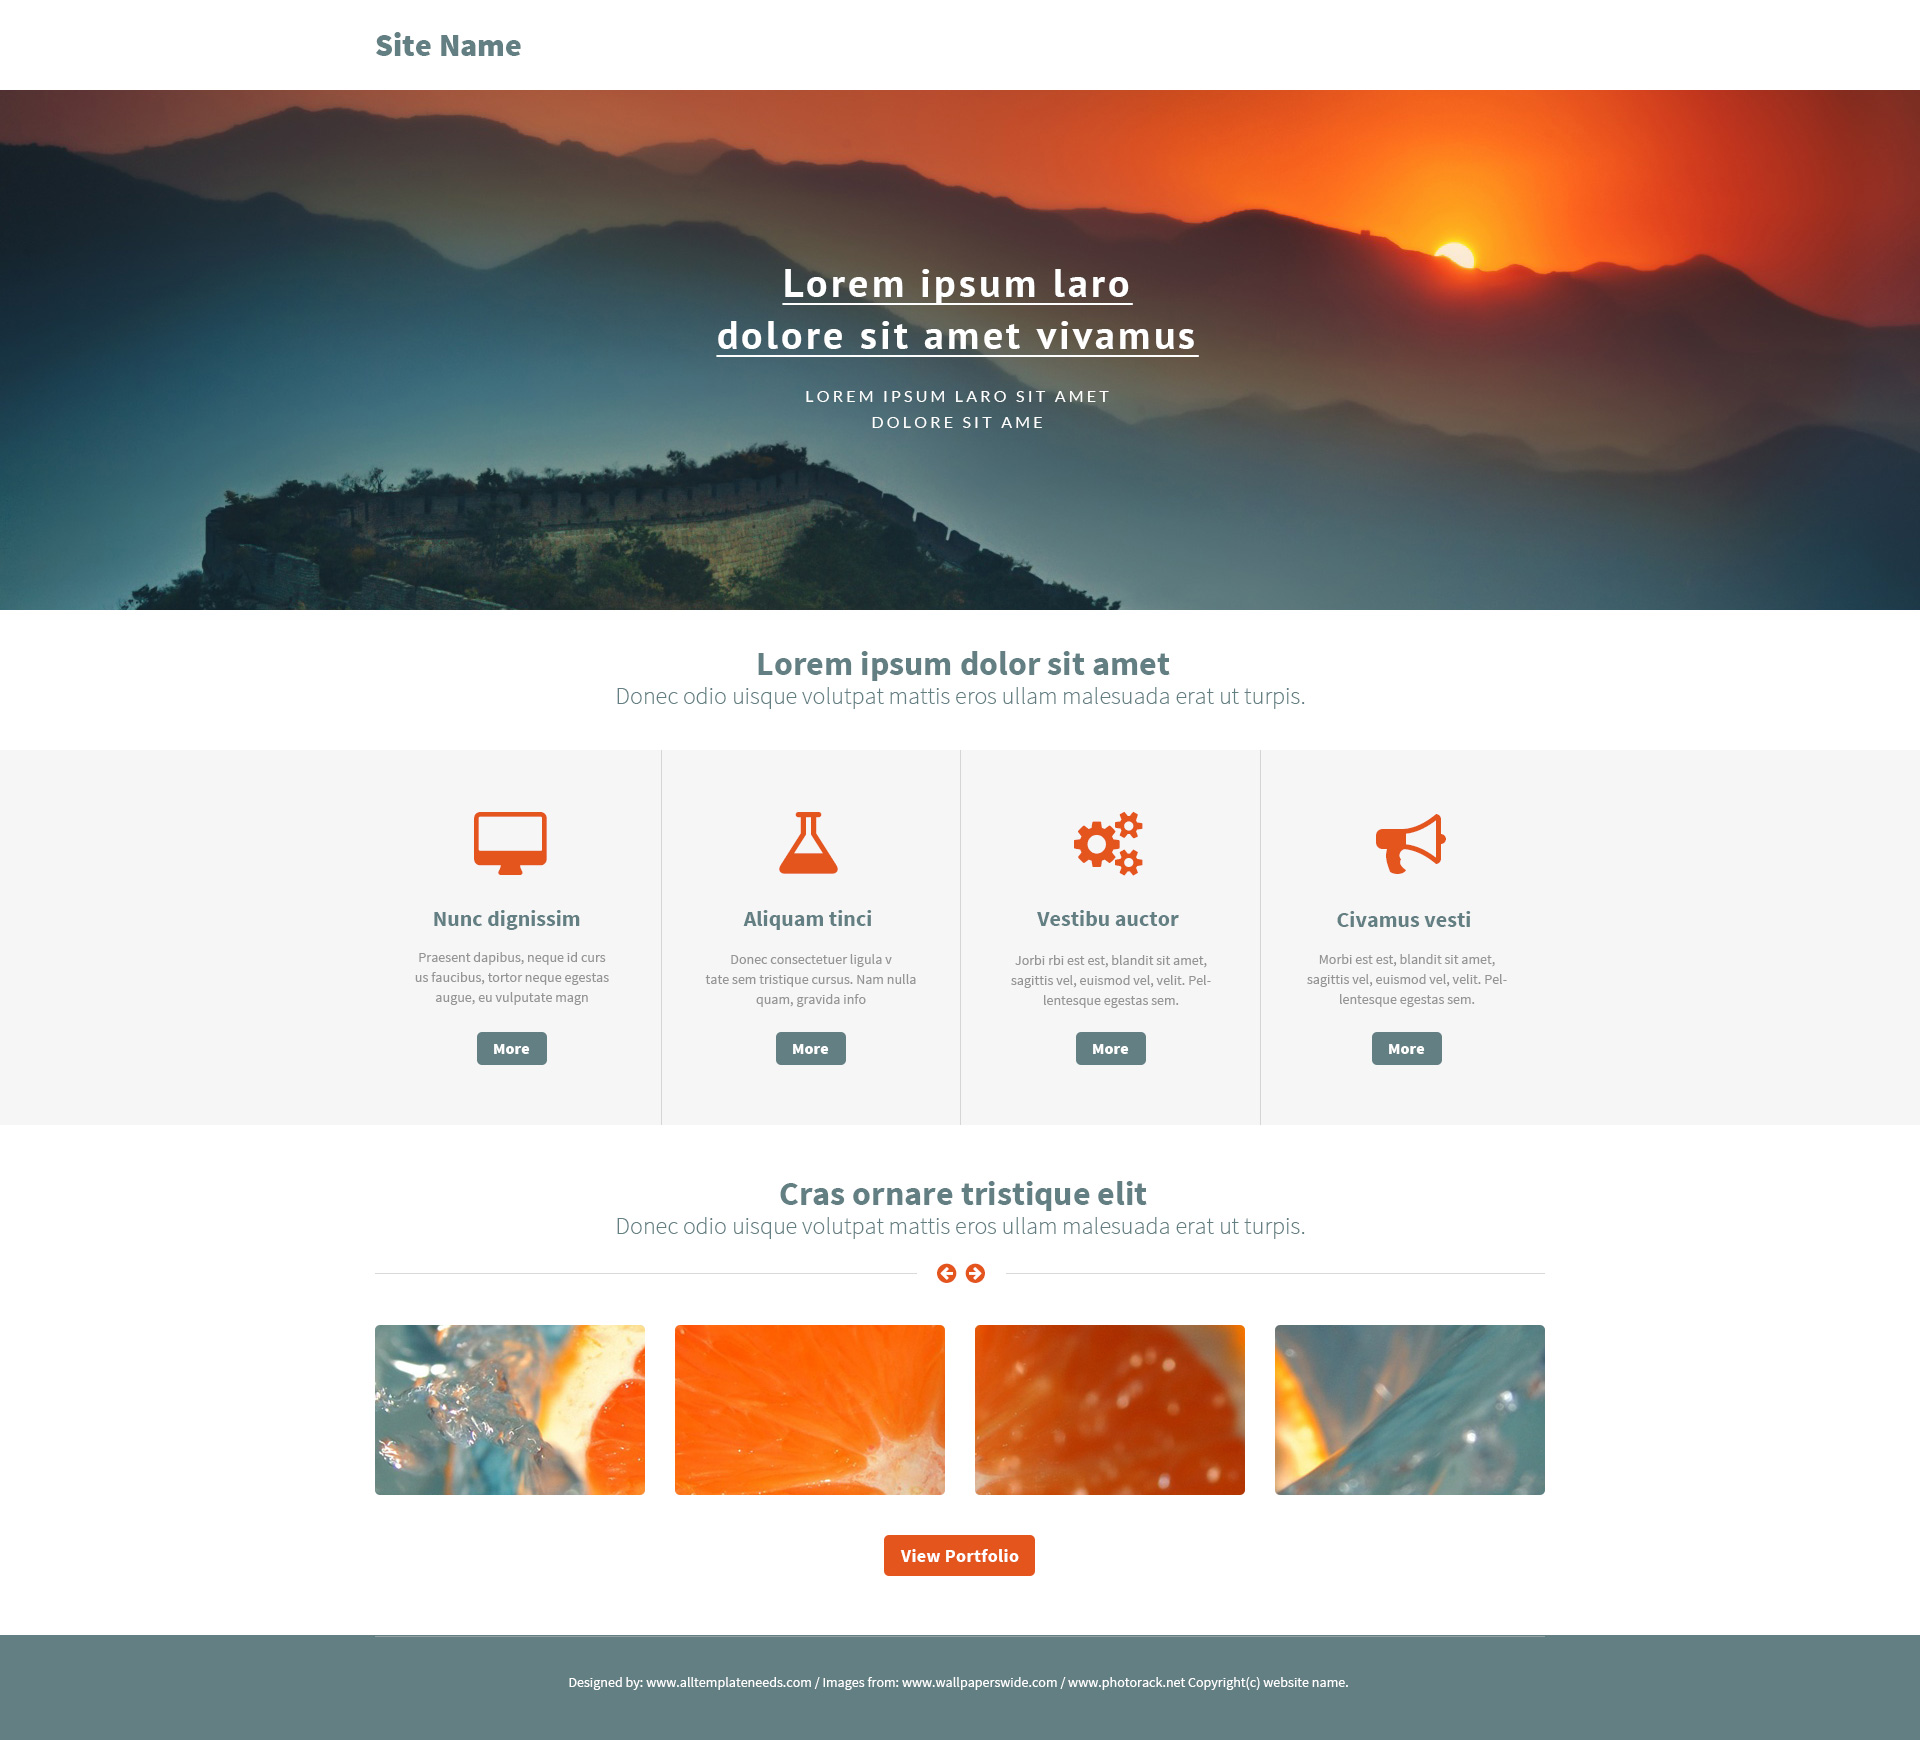 Site Name
Lorem ipsum laro
dolore sit amet vivamus
LOREM IPSUM LARO SIT AMET
DOLORE SIT AME
Lorem ipsum dolor sit amet
Donec odio uisque volutpat mattis eros ullam malesuada erat ut turpis.
Nunc dignissim
Praesent dapibus, neque id curs
us faucibus, tortor neque egestas
augue, eu vulputate magn
More
Aliquam tinci
Donec consectetuer ligula v
tate sem tristique cursus. Nam nulla
quam, gravida info
More
Vestibu auctor
Jorbi rbi est est, blandit sit amet,
sagittis vel, euismod vel, velit. Pel-
lentesque egestas sem.
More
Civamus vesti
Morbi est est, blandit sit amet,
sagittis vel, euismod vel, velit. Pel-
lentesque egestas sem.
More
Cras ornare tristique elit
Donec odio uisque volutpat mattis eros ullam malesuada erat ut turpis.
View Portfolio
Designed by: www.alltemplateneeds.com / Images from: www.wallpaperswide.com / www.photorack.net Copyright(c) website name.